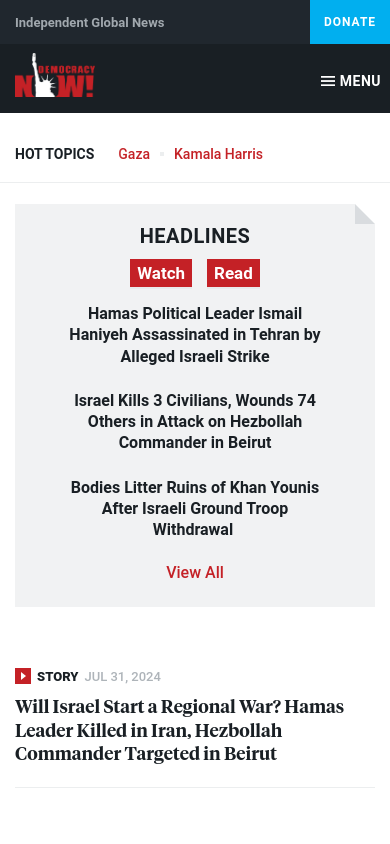 Independent Global News
DONATE
DEMOCRACY
NOW!
MENU
HOT TOPICS
Gaza
Kamala Harris
HEADLINES
Watch
Read
Hamas Political Leader Ismail
Haniyeh Assassinated in Tehran by
Alleged Israeli Strike
Israel Kills 3 Civilians, Wounds 74
Others in Attack on Hezbollah
Commander in Beirut
Bodies Litter Ruins of Khan Younis
After Israeli Ground Troop
Withdrawal
View All
STORY JUL 31, 2024
Will Israel Start a Regional War? Hamas
Leader Killed in Iran, Hezbollah
Commander Targeted in Beirut